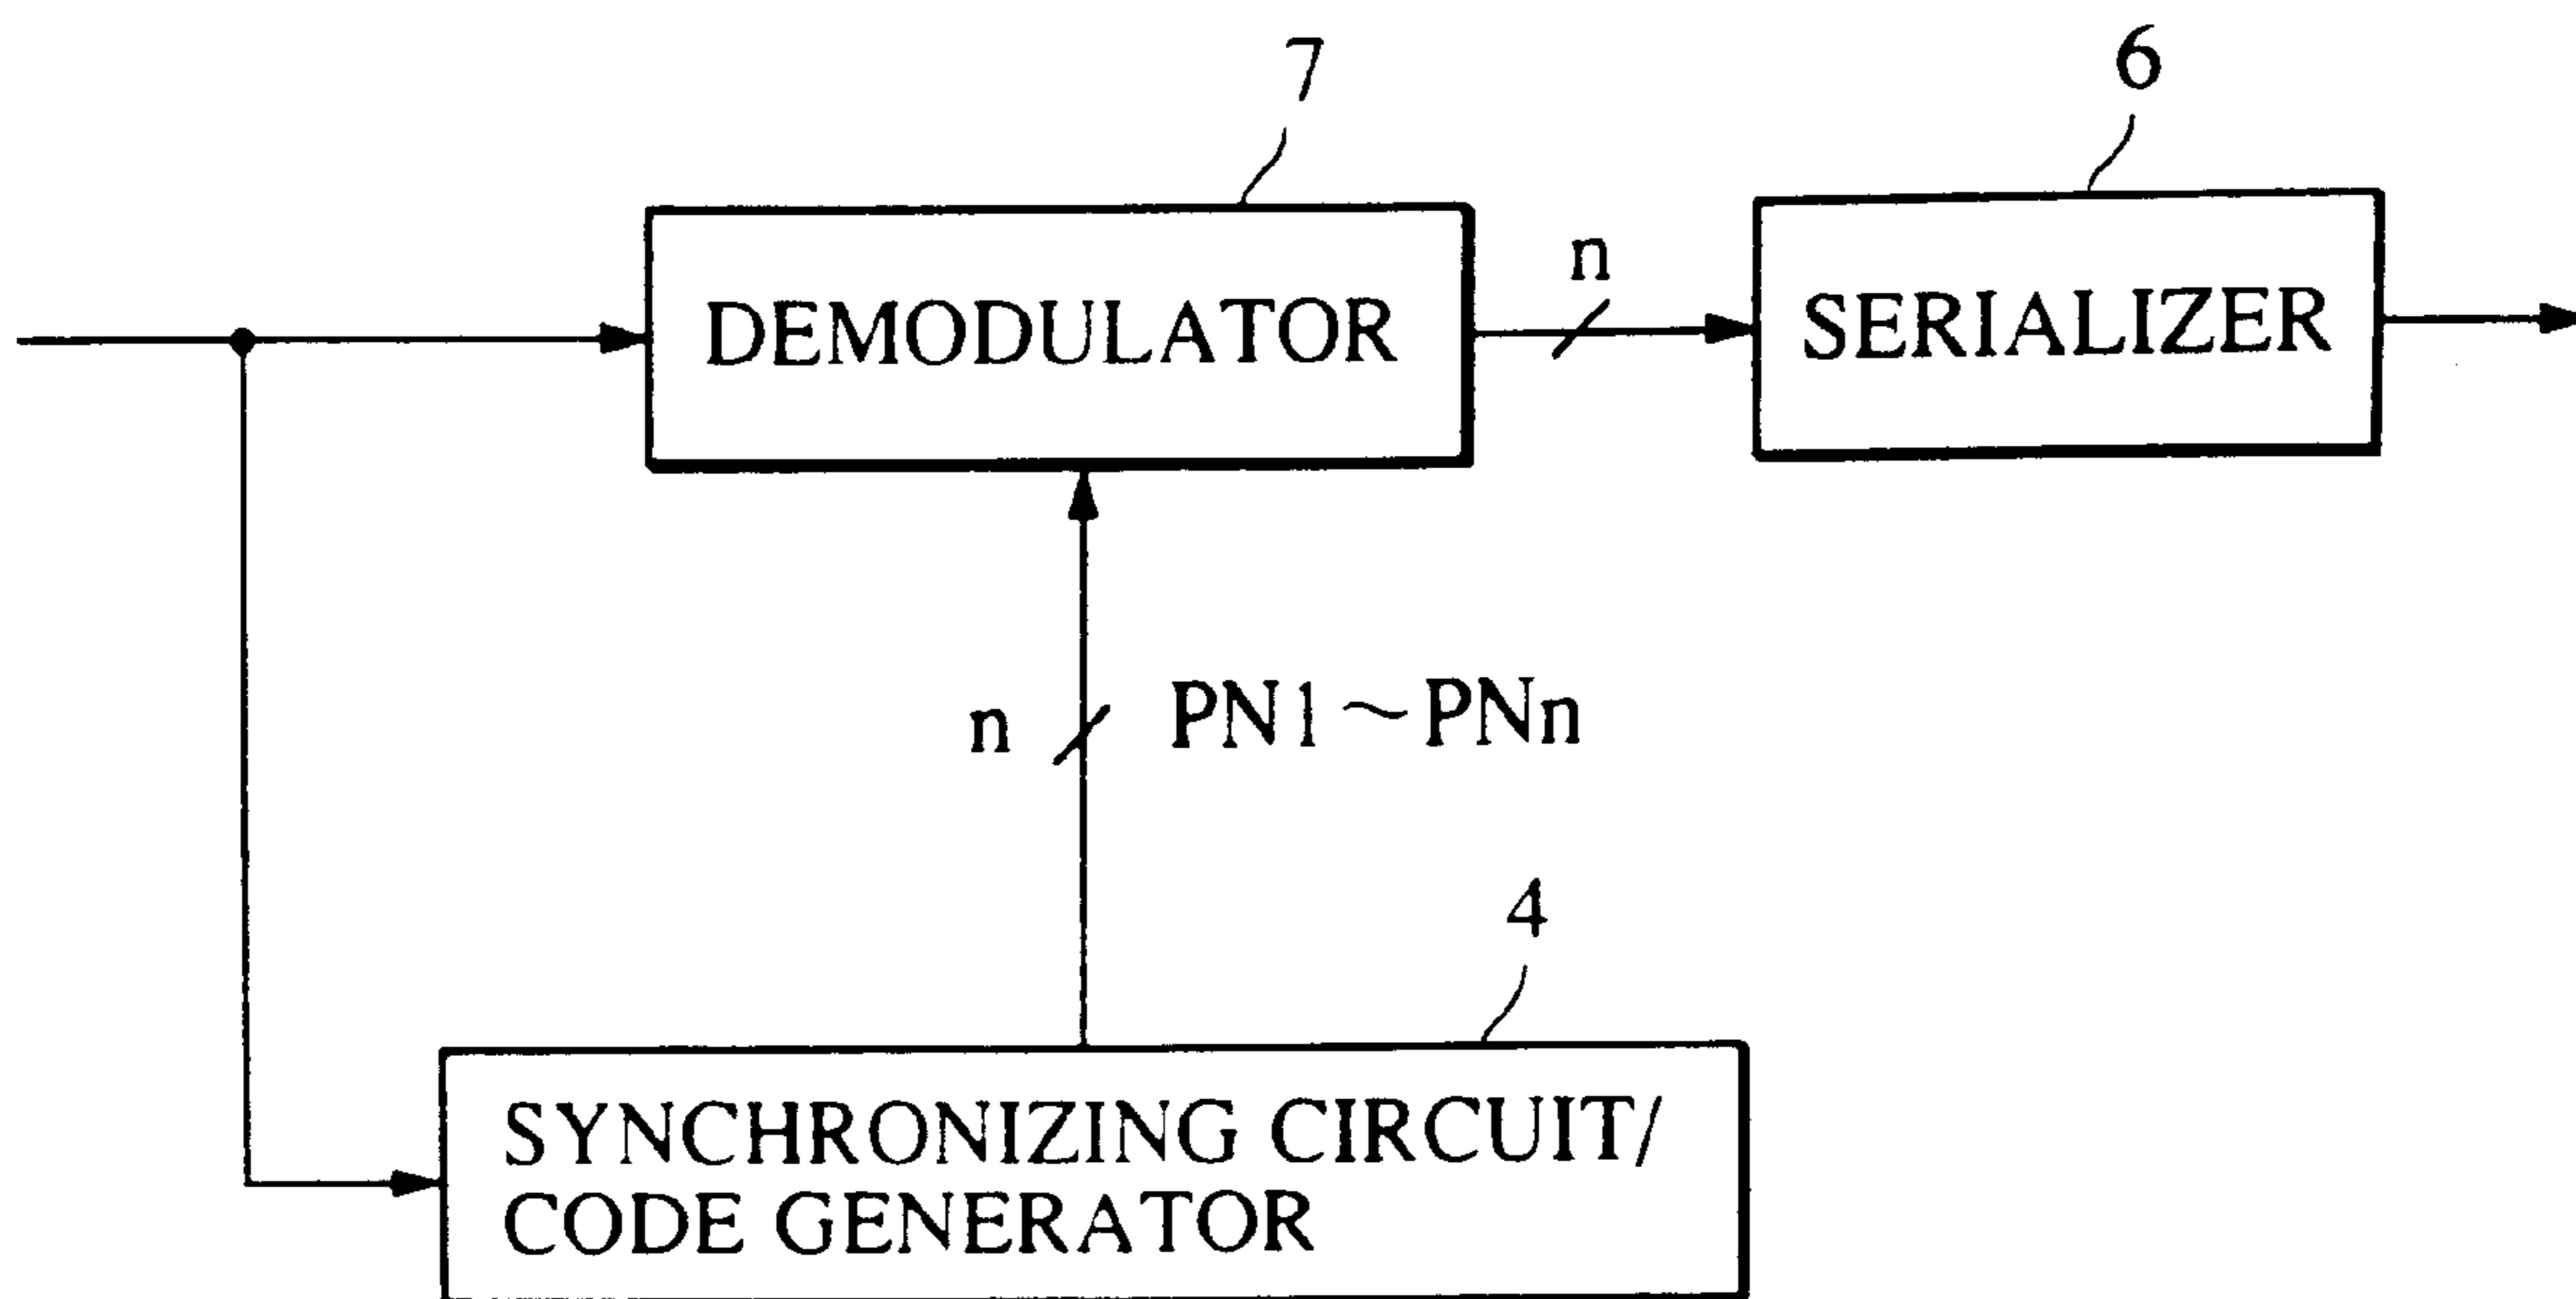 7
6
n
DEMODULATOR
SERIALIZER
n
PN1~PNn
4
SYNCHRONIZING CIRCUIT/
CODE GENERATOR